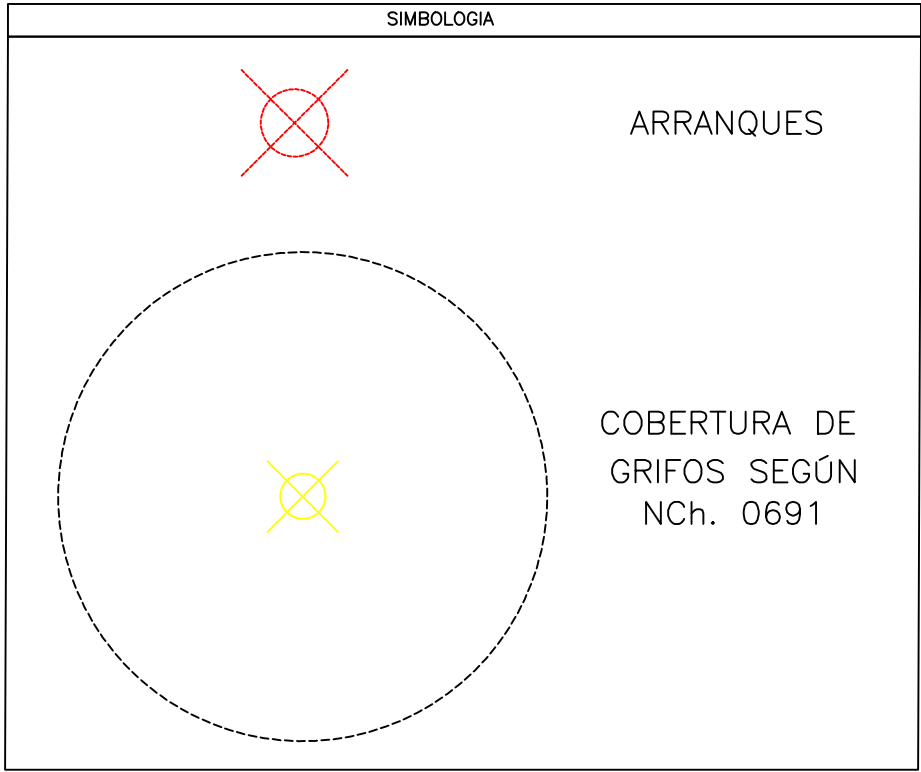 SIMBOLOGIA
ARRANQUES
COBERTURA DE
GRIFOS SEGÚN
NCh. 0691